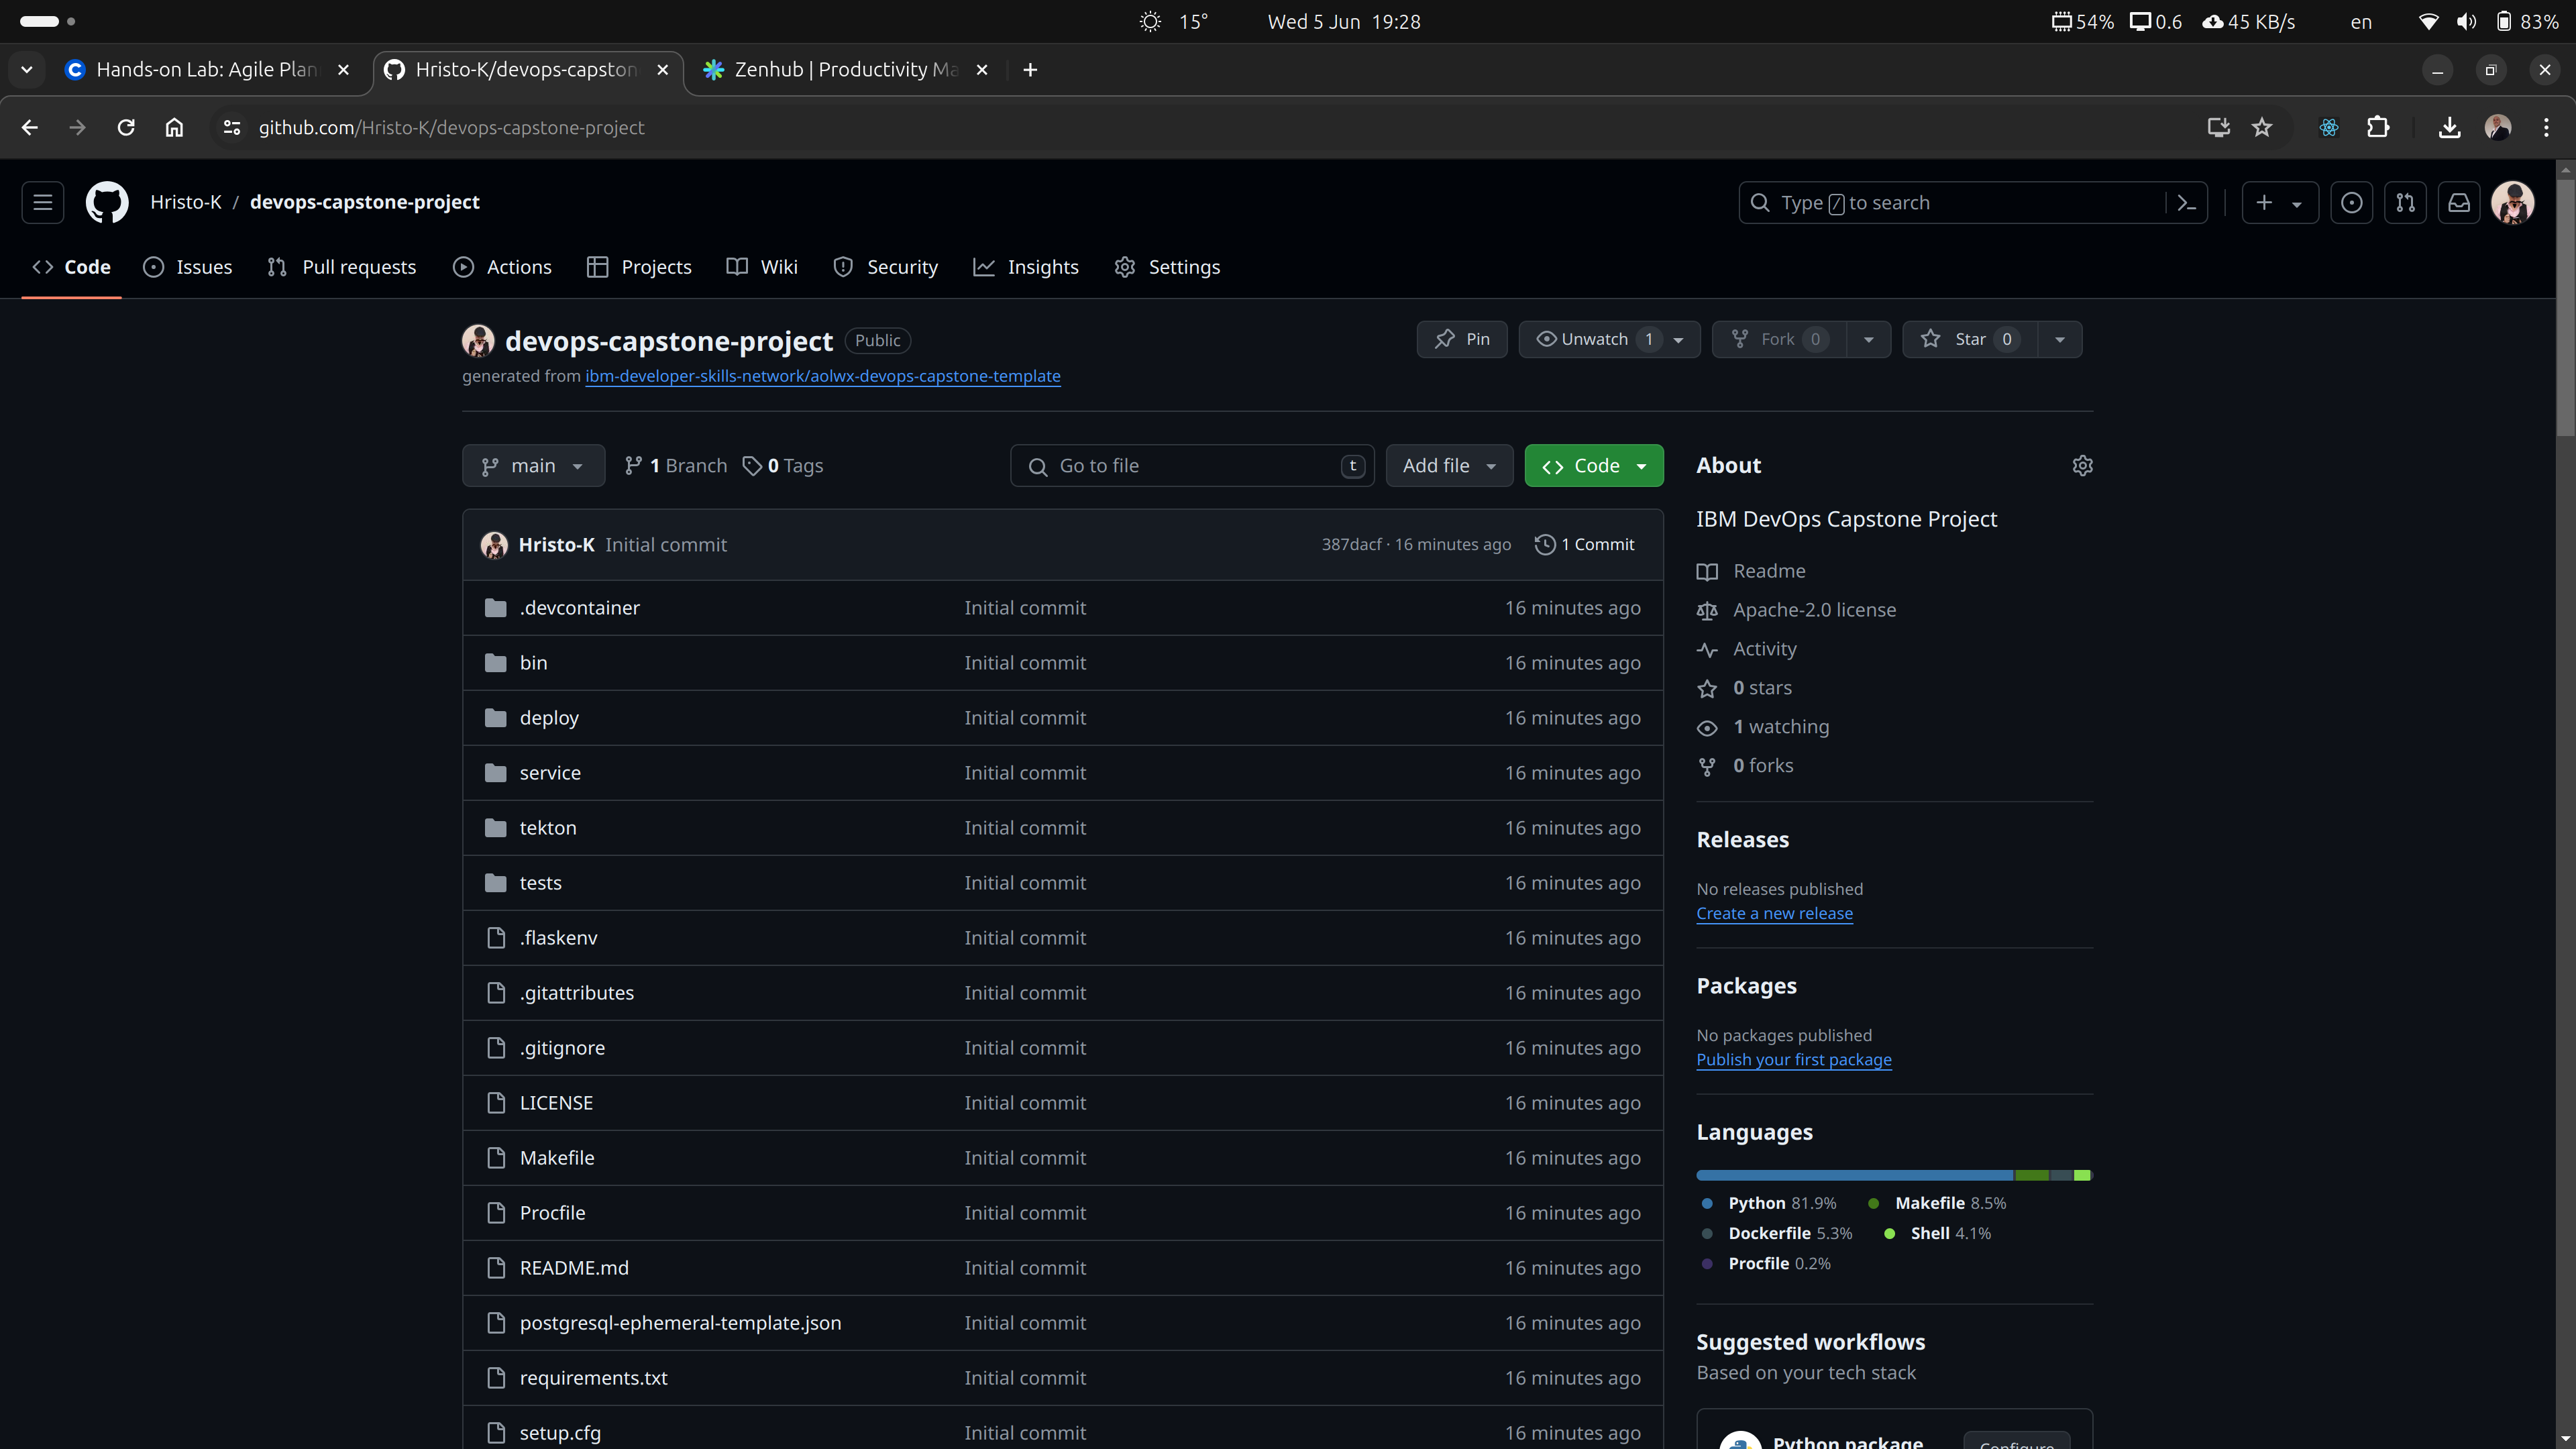 15°
Wed 5 Jun 19:28
54% 0.6 45 KB/s en 83%
Hands-on Lab: Agile Plan
Hristo-K/devops-capston
Zenhub | Productivity Ma
github.com/Hristo-K/devops-capstone-project
Hristo-K / devops-capstone-project
Type / to search
Code Issues Pull requests Actions Projects Wiki Security Insights Settings
devops-capstone-project Public
Pin Unwatch 1 Fork 0 Star 0
generated from ibm-developer-skills-network/aolwx-devops-capstone-template
main 1 Branch 0 Tags Go to file t Add file Code
Hristo-K Initial commit 387dacf · 16 minutes ago 1 Commit
.devcontainer Initial commit 16 minutes ago
bin Initial commit 16 minutes ago
deploy Initial commit 16 minutes ago
service Initial commit 16 minutes ago
tekton Initial commit 16 minutes ago
tests Initial commit 16 minutes ago
.flaskenv Initial commit 16 minutes ago
.gitattributes Initial commit 16 minutes ago
.gitignore Initial commit 16 minutes ago
LICENSE Initial commit 16 minutes ago
Makefile Initial commit 16 minutes ago
Procfile Initial commit 16 minutes ago
README.md Initial commit 16 minutes ago
postgresql-ephemeral-template.json Initial commit 16 minutes ago
requirements.txt Initial commit 16 minutes ago
setup.cfg Initial commit 16 minutes ago
About
IBM DevOps Capstone Project
Readme
Apache-2.0 license
Activity
0 stars
1 watching
0 forks
Releases
No releases published
Create a new release
Packages
No packages published
Publish your first package
Languages
Python 81.9% Makefile 8.5%
Dockerfile 5.3% Shell 4.1%
Procfile 0.2%
Suggested workflows
Based on your tech stack
Python package Configure